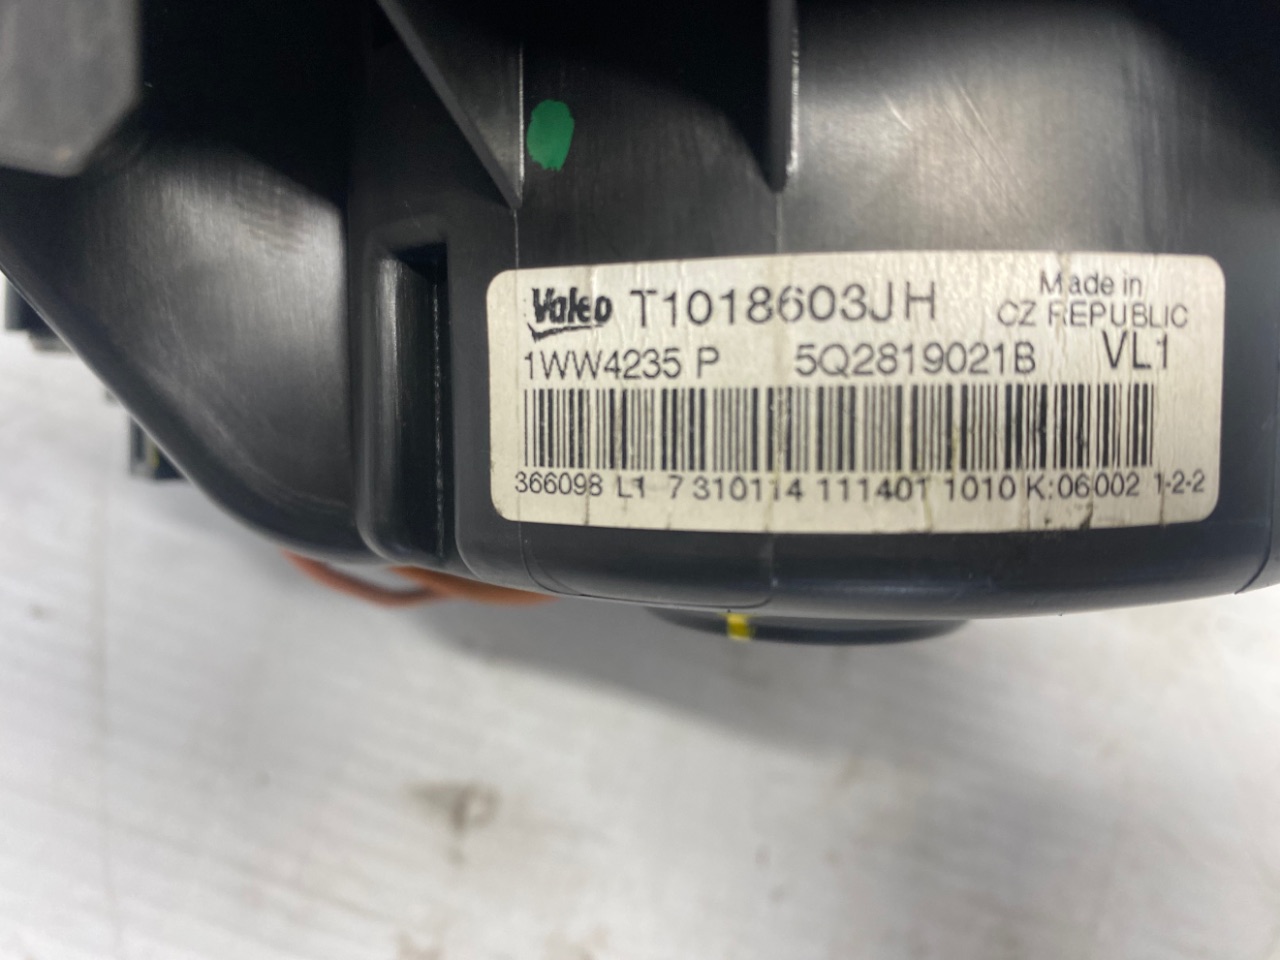 Valeo T1018603JH Made in
CZ REPUBLIC
1WW4235 P 5Q2819021B VL1
366098 L1 7 310114 111401 1010 K:06002 1-2-2